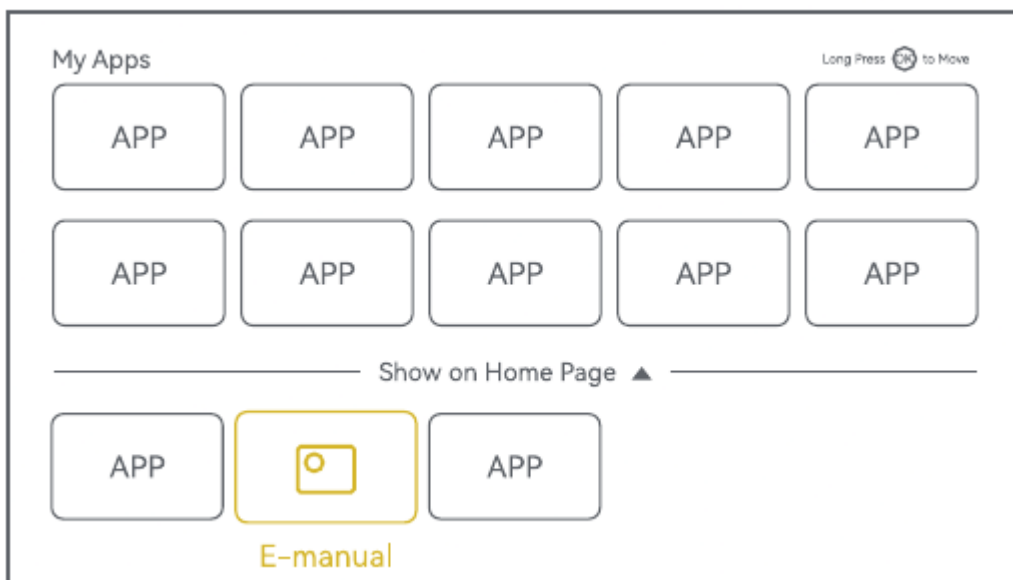 My Apps
Long Press OK to Move
APP APP APP APP APP
APP APP APP APP APP
Show on Home Page ▲
APP APP
E-manual